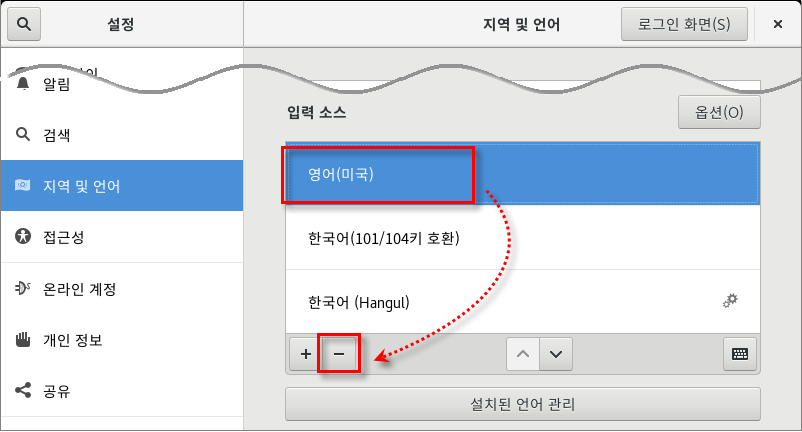 설정
지역 및 언어
로그인 화면(S)
알림
검색
지역 및 언어
접근성
온라인 계정
개인 정보
공유
입력 소스
옵션(O)
영어(미국)
한국어(101/104키 호환)
한국어 (Hangul)
설치된 언어 관리